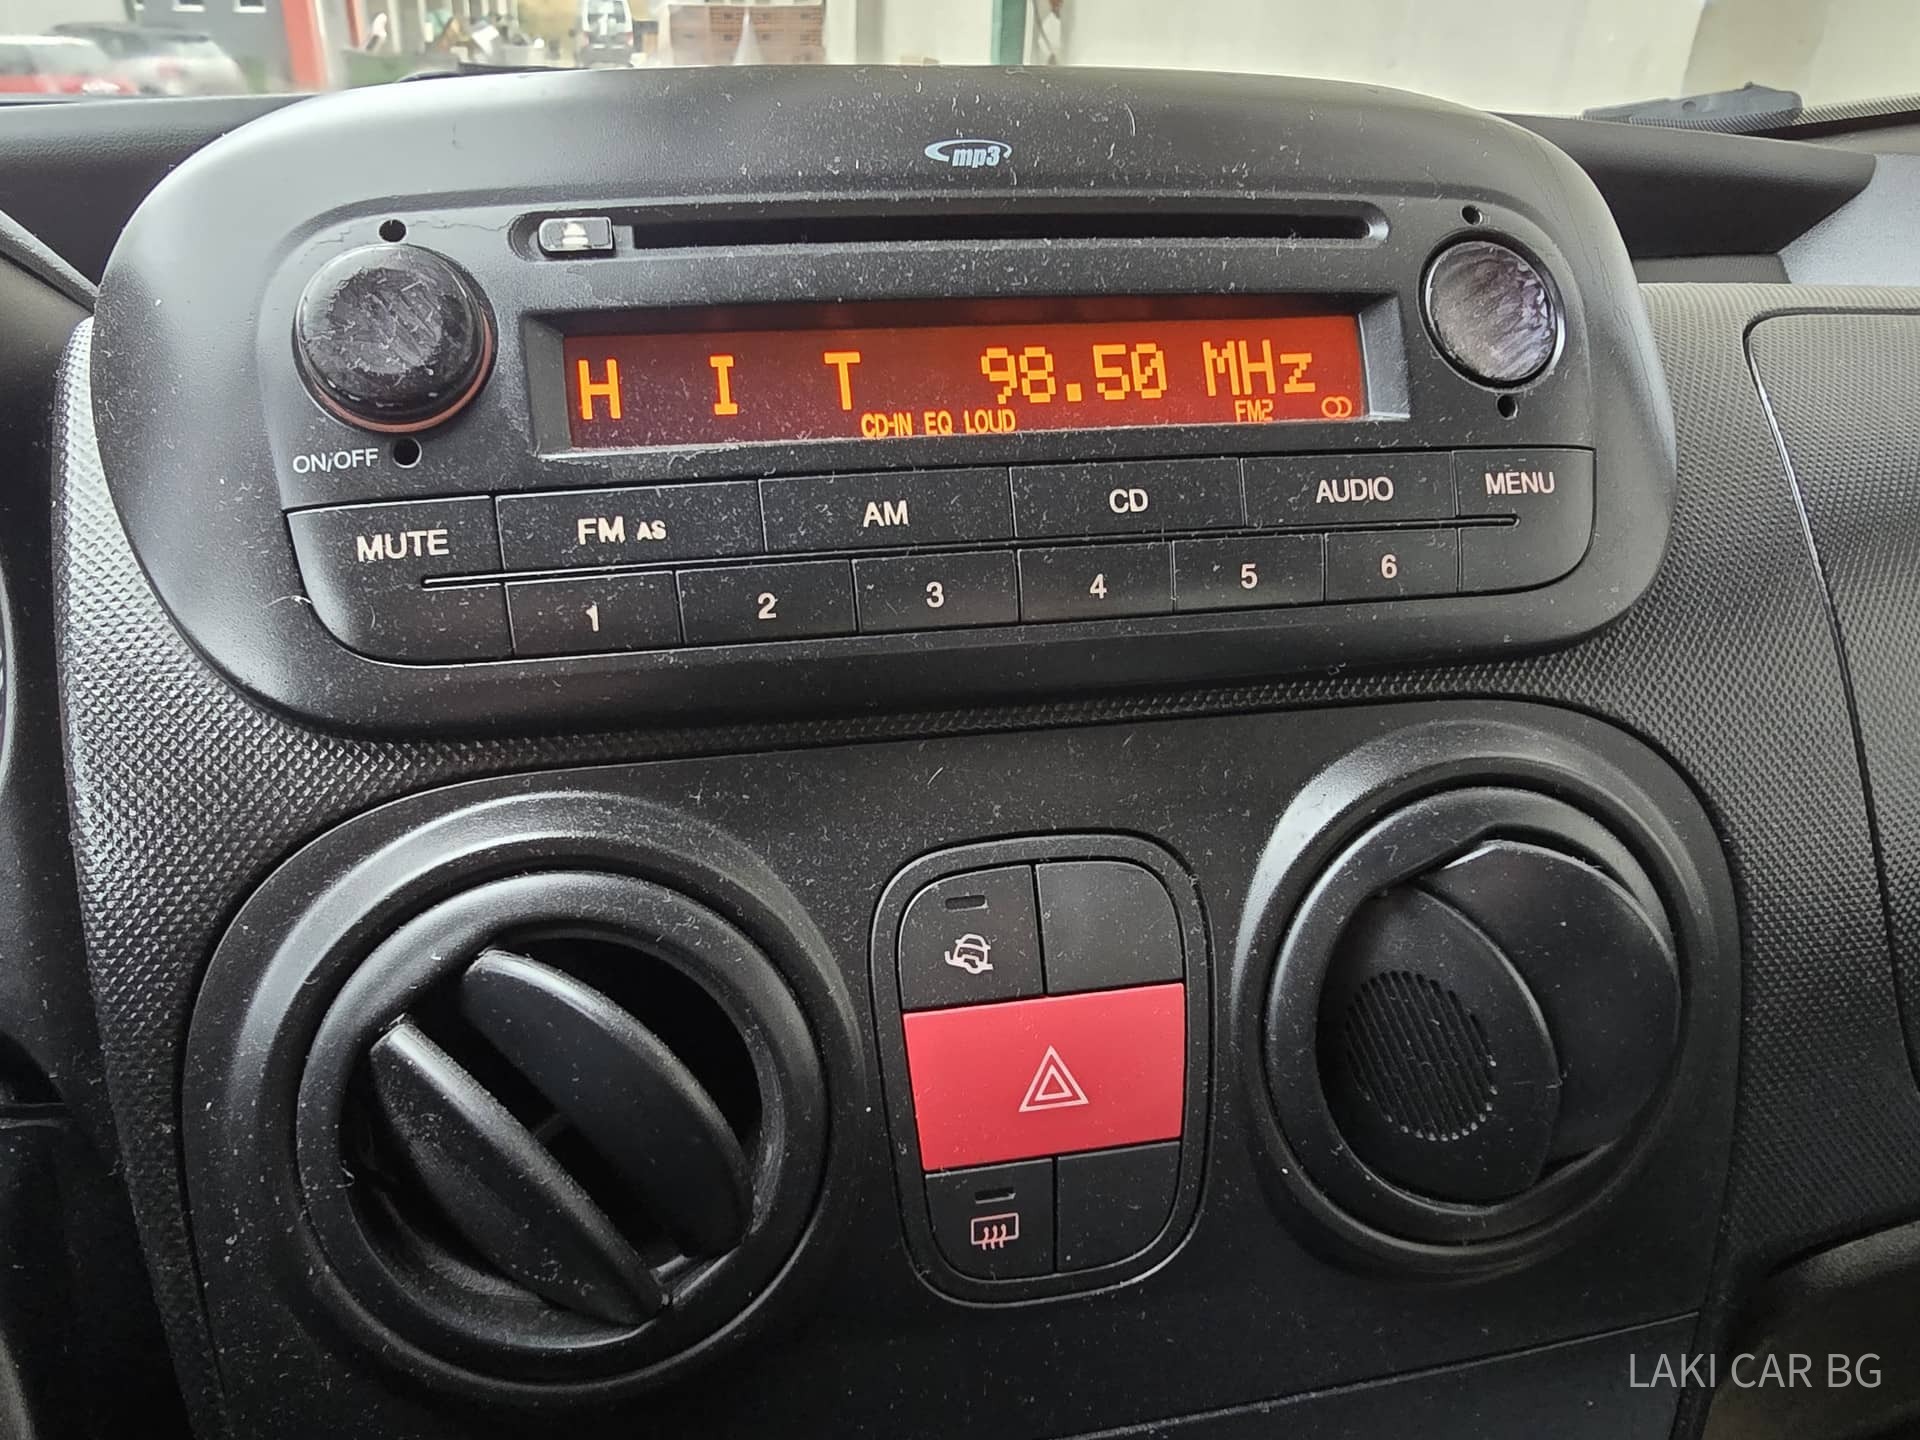 mp3
H I T 98.50 MHz
CD-IN EQ LOUD FM2
ON/OFF
MUTE FM AS AM CD AUDIO MENU
1 2 3 4 5 6
LAKI CAR BG